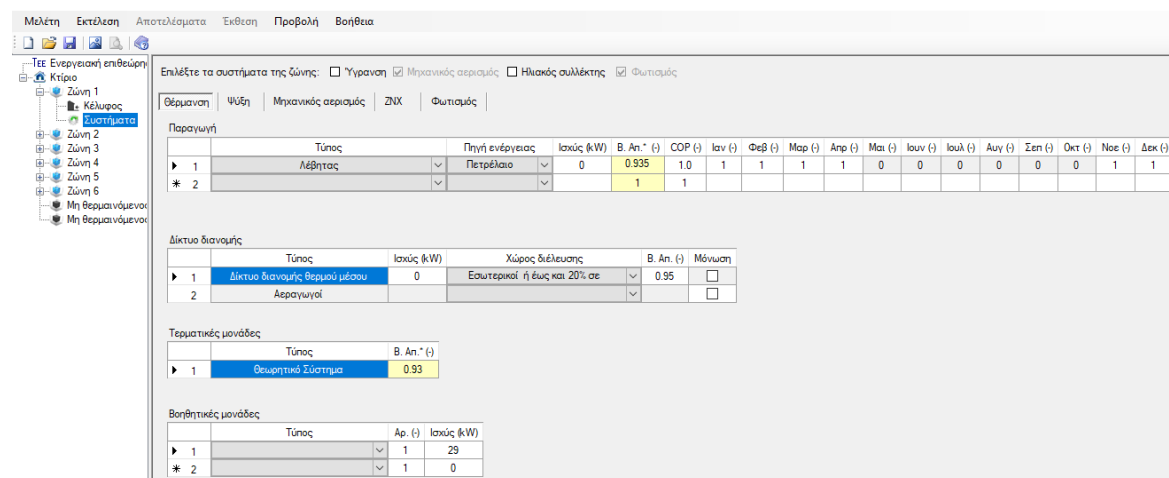 Μελέτη Εκτέλεση Αποτελέσματα Έκθεση Προβολή Βοήθεια
ΤΕΕ Ενεργειακή επιθεώρη
Κτίριο
Ζώνη 1
Κέλυφος
Συστήματα
Ζώνη 2
Ζώνη 3
Ζώνη 4
Ζώνη 5
Ζώνη 6
Μη θερμαινόμενο
Μη θερμαινόμενο
Επιλέξτε τα συστήματα της ζώνης: Ύγρανση Μηχανικός αερισμός Ηλιακός συλλέκτης Φωτισμός
Θέρμανση Ψύξη Μηχανικός αερισμός ΖΝΧ Φωτισμός
Παραγωγή
Τύπος Πηγή ενέργειας Ισχύς (kW) Β. Απ.* (-) COP (-) Ιαν (-) Φεβ (-) Μαρ (-) Απρ (-) Μαι (-) Ιουν (-) Ιουλ (-) Αυγ (-) Σεπ (-) Οκτ (-) Νοε (-) Δεκ (-)
1 Λέβητας Πετρέλαιο 0 0.935 1.0 1 1 1 1 0 0 0 0 0 0 1 1
2 1 1
Δίκτυο διανομής
Τύπος Ισχύς (kW) Χώρος διέλευσης Β. Απ. (-) Μόνωση
1 Δίκτυο διανομής θερμού μέσου 0 Εσωτερικοί ή έως και 20% σε 0.95
2 Αεραγωγοί
Τερματικές μονάδες
Τύπος Β. Απ.* (-)
1 Θεωρητικό Σύστημα 0.93
Βοηθητικές μονάδες
Τύπος Αρ. (-) Ισχύς (kW)
1 1 29
2 1 0